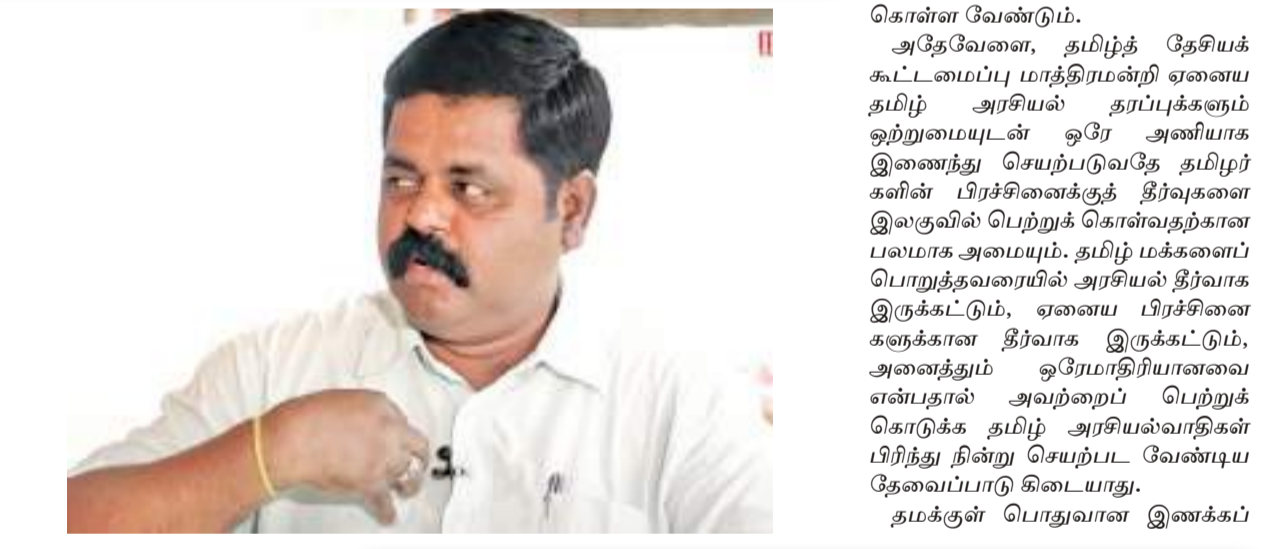 கொள்ள வேண்டும்.
அதேவேளை, தமிழ்த் தேசியக்
கூட்டமைப்பு மாத்திரமன்றி ஏனைய
தமிழ் அரசியல் தரப்புக்களும்
ஒற்றுமையுடன் ஒரே அணியாக
இணைந்து செயற்படுவதே தமிழர்
களின் பிரச்சினைக்குத் தீர்வுகளை
இலகுவில் பெற்றுக் கொள்வதற்கான
பலமாக அமையும். தமிழ் மக்களைப்
பொறுத்தவரையில் அரசியல் தீர்வாக
இருக்கட்டும், ஏனைய பிரச்சினை
களுக்கான தீர்வாக இருக்கட்டும்,
அனைத்தும் ஒரேமாதிரியானவை
என்பதால் அவற்றைப் பெற்றுக்
கொடுக்க தமிழ் அரசியல்வாதிகள்
பிரிந்து நின்று செயற்பட வேண்டிய
தேவைப்பாடு கிடையாது.
தமக்குள் பொதுவான இணக்கப்